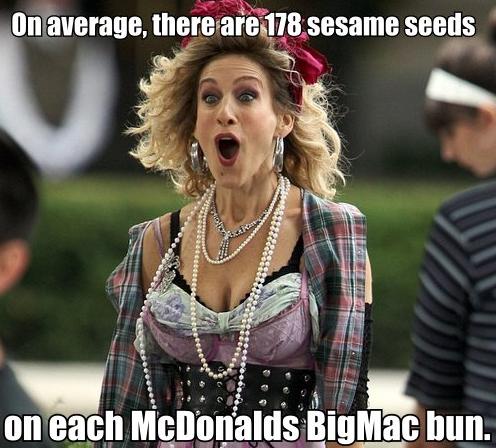 On average, there are 178 sesame seeds
on each McDonalds BigMac bun.